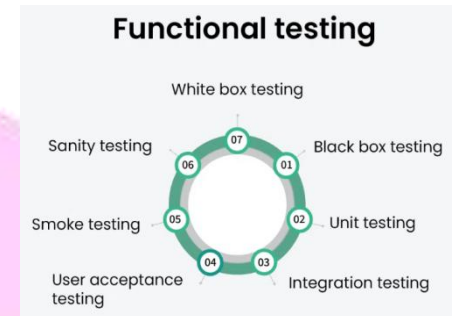 Functional testing
White box testing
07
Sanity testing
06
01
Black box testing
Smoke testing
05
02
Unit testing
User acceptance
testing
04
03
Integration testing